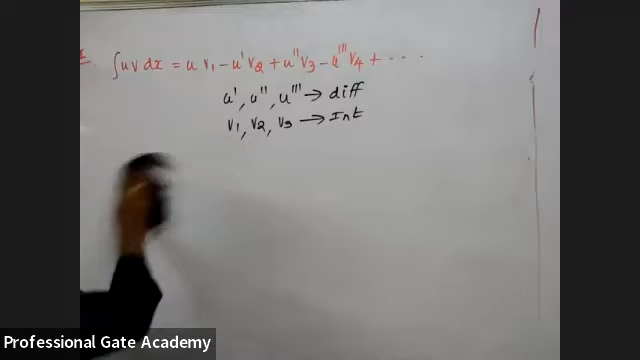 I. ∫uv dx = u v₁ - u' v₂ + u'' v₃ - u''' v₄ + ....
u', u'', u''' → diff
v₁, v₂, v₃ → Int
Professional Gate Academy